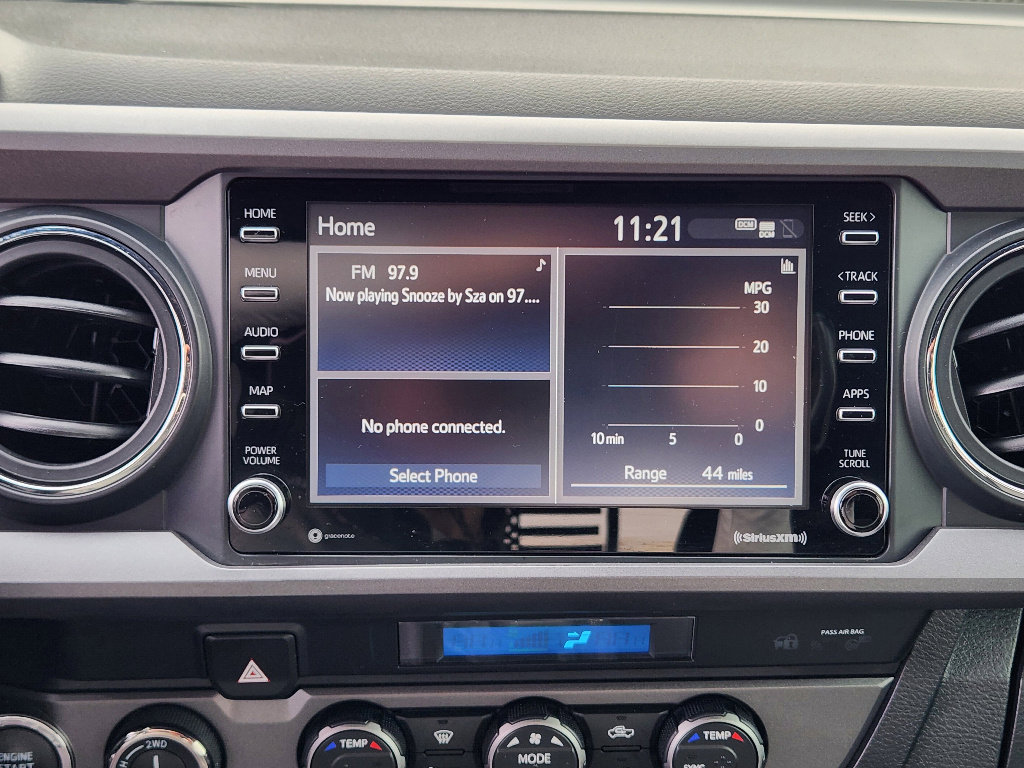 HOME
MENU
AUDIO
MAP
POWER
VOLUME
Home
11:21
DCM
DCM
FM 97.9
Now playing Snooze by Sza on 97....
No phone connected.
Select Phone
MPG
30
20
10
0
10 min 5 0
Range 44 miles
SEEK >
< TRACK
PHONE
APPS
TUNE
SCROLL
gracenote
((SiriusXM))
PASS AIR BAG
ENGINE
START
2WD
TEMP
MODE
TEMP
SYNC